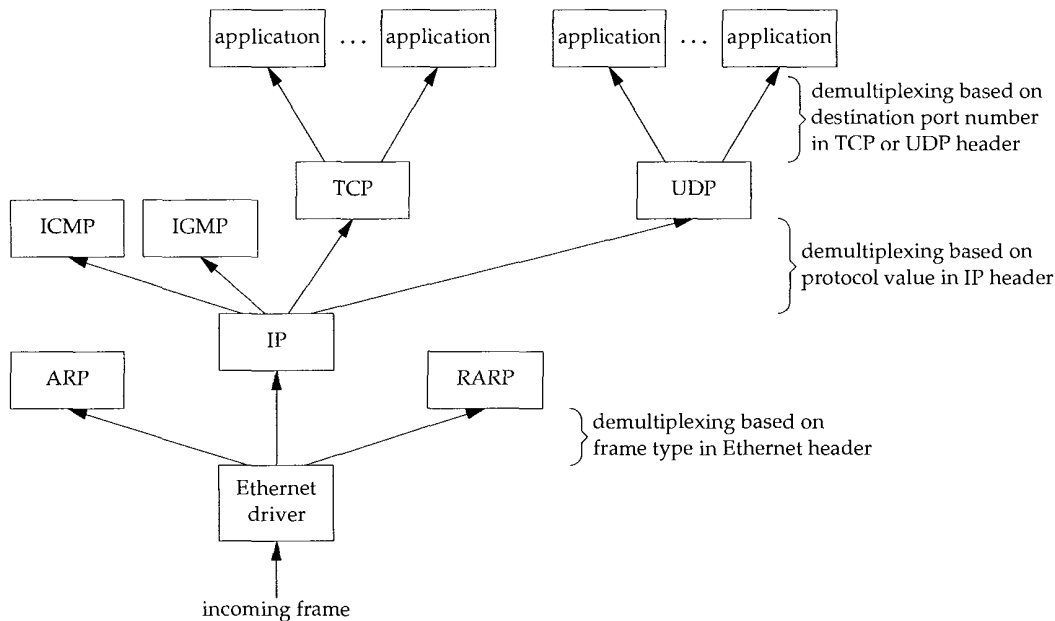 application ... application
application ... application
demultiplexing based on
destination port number
in TCP or UDP header
TCP
UDP
ICMP
IGMP
demultiplexing based on
protocol value in IP header
IP
ARP
RARP
demultiplexing based on
frame type in Ethernet header
Ethernet
driver
incoming frame